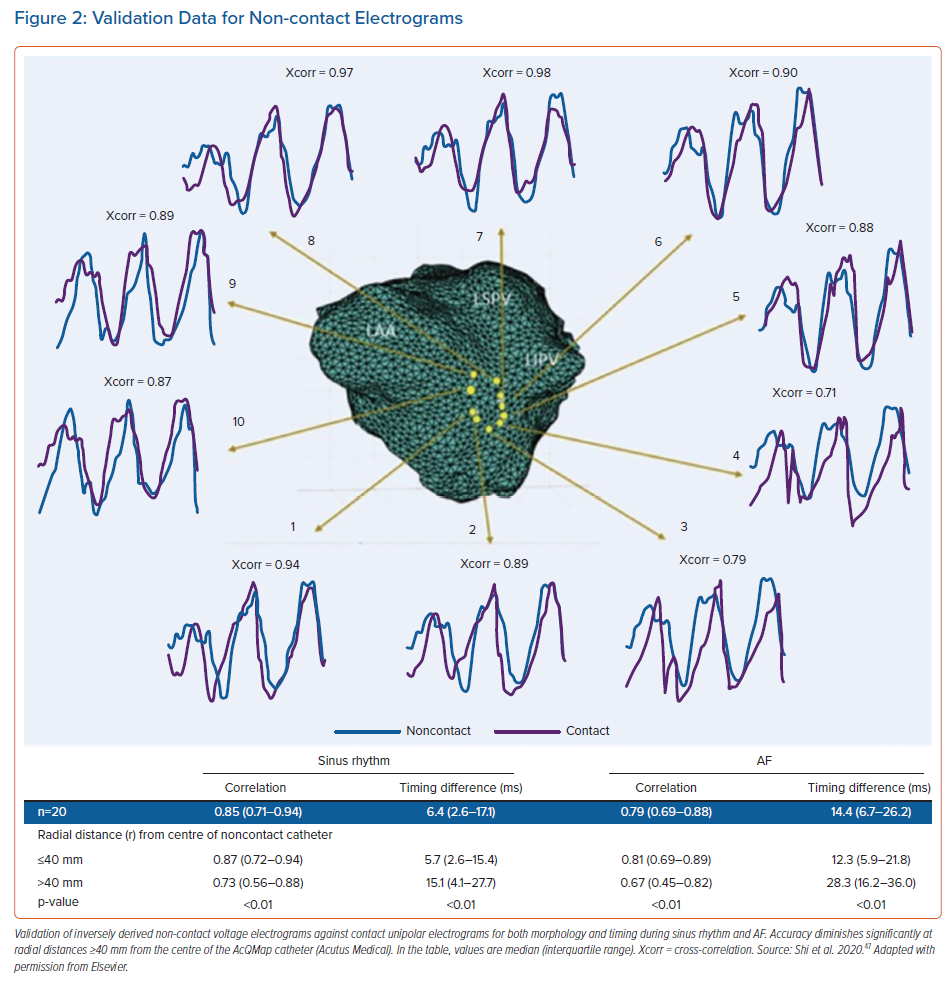 Figure 2: Validation Data for Non-contact Electrograms
Xcorr = 0.97
Xcorr = 0.98
Xcorr = 0.90
Xcorr = 0.89
Xcorr = 0.88
8
7
6
9
5
LSPV
LAA
LIPV
Xcorr = 0.87
Xcorr = 0.71
10
4
1
2
3
Xcorr = 0.94
Xcorr = 0.89
Xcorr = 0.79
Noncontact
Contact
Sinus rhythm
AF
Correlation
Timing difference (ms)
Correlation
Timing difference (ms)
n=20 0.85 (0.71–0.94) 6.4 (2.6–17.1) 0.79 (0.69–0.88) 14.4 (6.7–26.2)
Radial distance (r) from centre of noncontact catheter
≤40 mm 0.87 (0.72–0.94) 5.7 (2.6–15.4) 0.81 (0.69–0.89) 12.3 (5.9–21.8)
>40 mm 0.73 (0.56–0.88) 15.1 (4.1–27.7) 0.67 (0.45–0.82) 28.3 (16.2–36.0)
p-value <0.01 <0.01 <0.01 <0.01
Validation of inversely derived non-contact voltage electrograms against contact unipolar electrograms for both morphology and timing during sinus rhythm and AF. Accuracy diminishes significantly at
radial distances ≥40 mm from the centre of the AcQMap catheter (Acutus Medical). In the table, values are median (interquartile range). Xcorr = cross-correlation. Source: Shi et al. 2020.⁶⁷ Adapted with
permission from Elsevier.